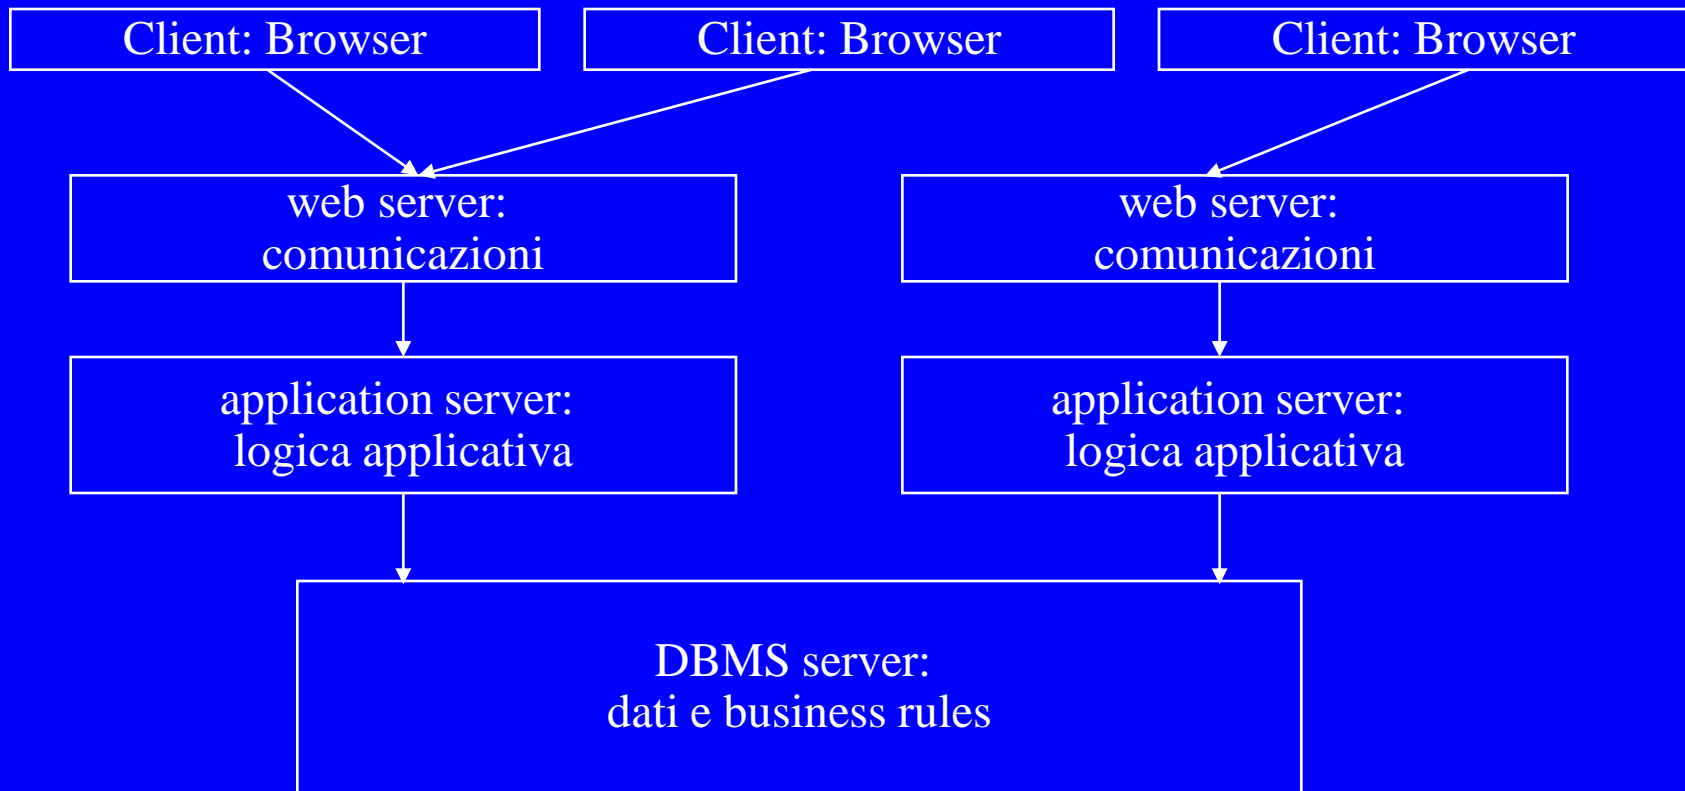 Client: Browser
Client: Browser
Client: Browser
web server:
comunicazioni
web server:
comunicazioni
application server:
logica applicativa
application server:
logica applicativa
DBMS server:
dati e business rules